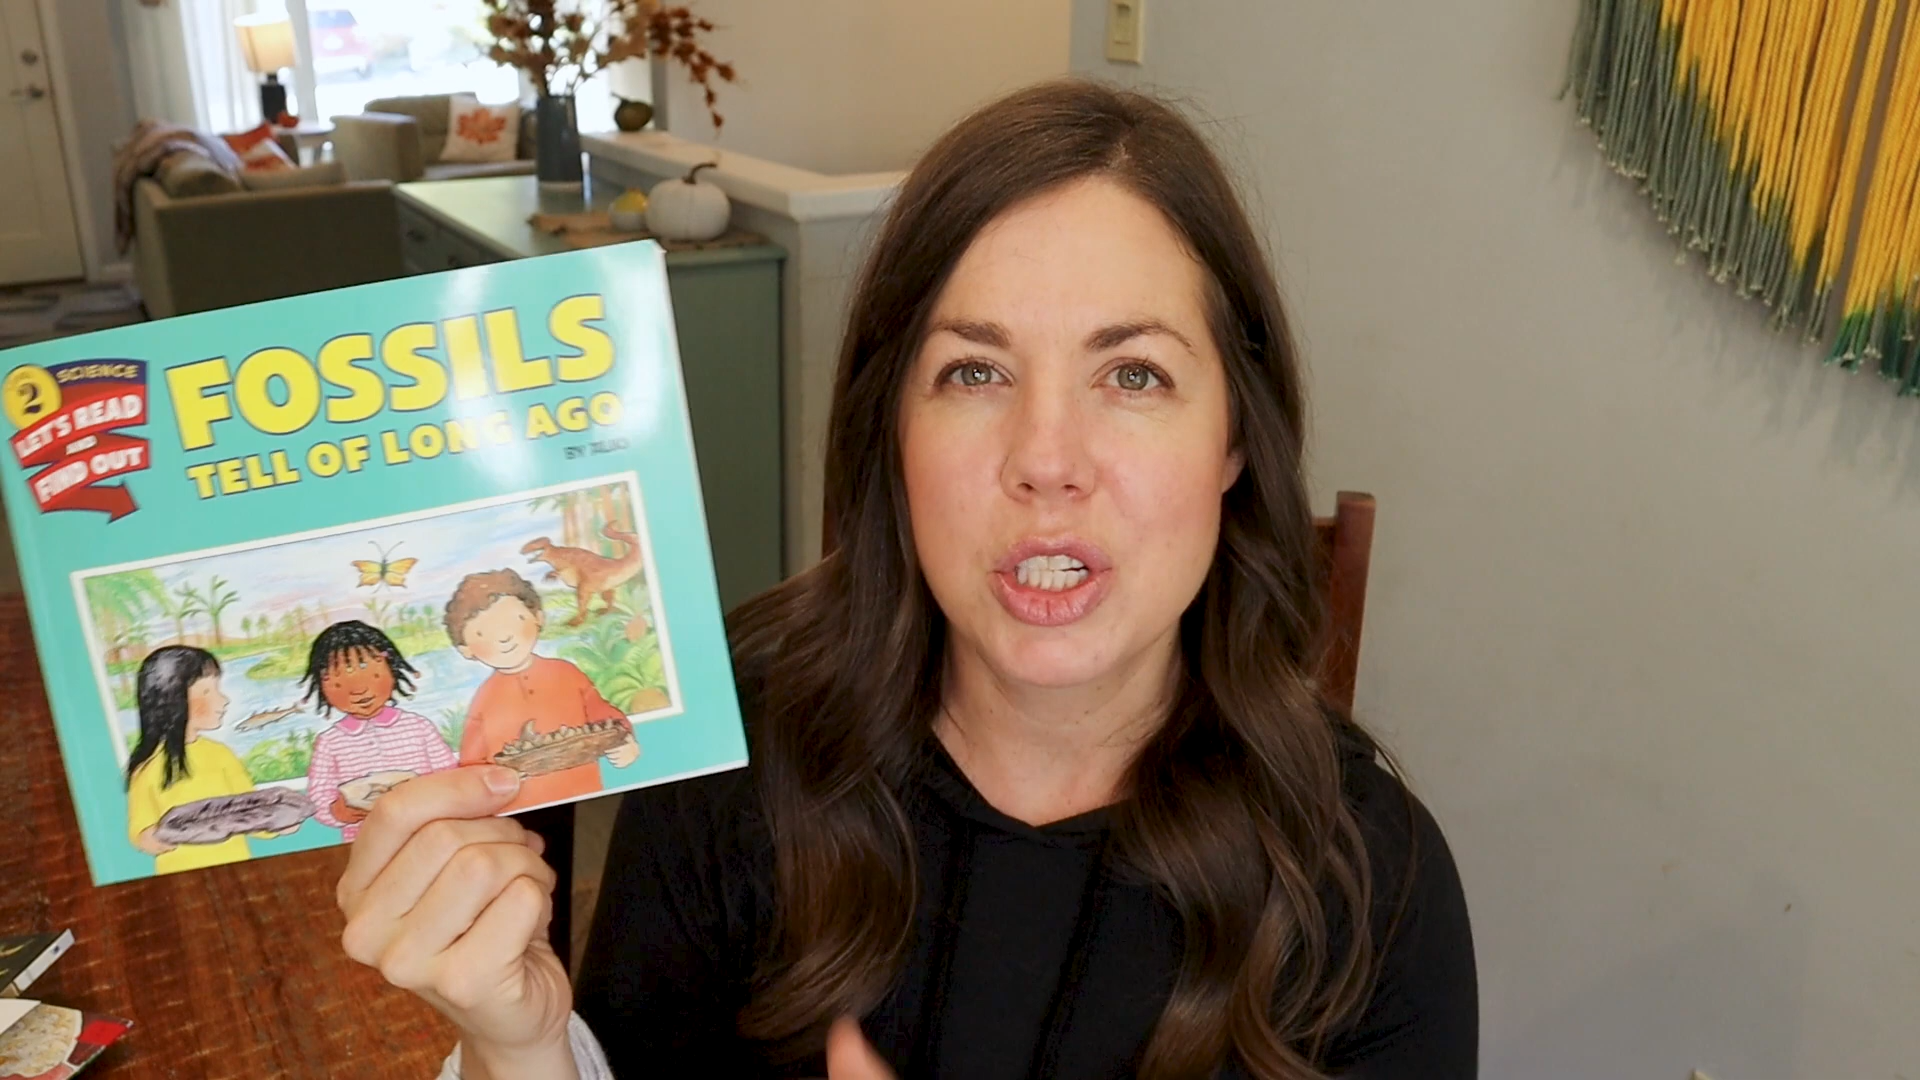 2 SCIENCE
LET'S READ
AND
FIND OUT
FOSSILS
TELL OF LONG AGO
BY ALIKI